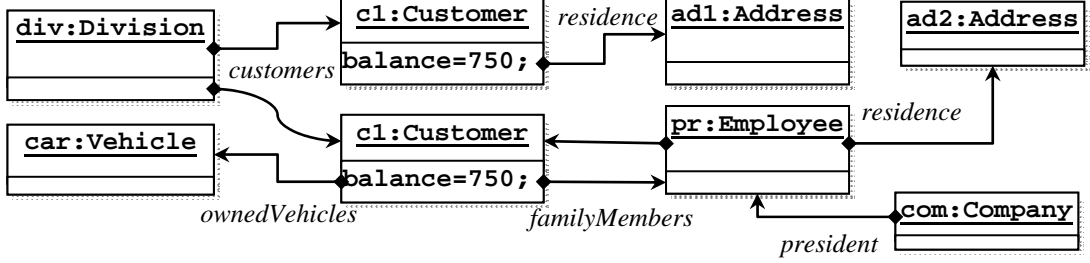 div:Division
c1:Customer
balance=750;
residence
ad1:Address
ad2:Address
customers
car:Vehicle
c1:Customer
balance=750;
pr:Employee
residence
ownedVehicles
familyMembers
com:Company
president